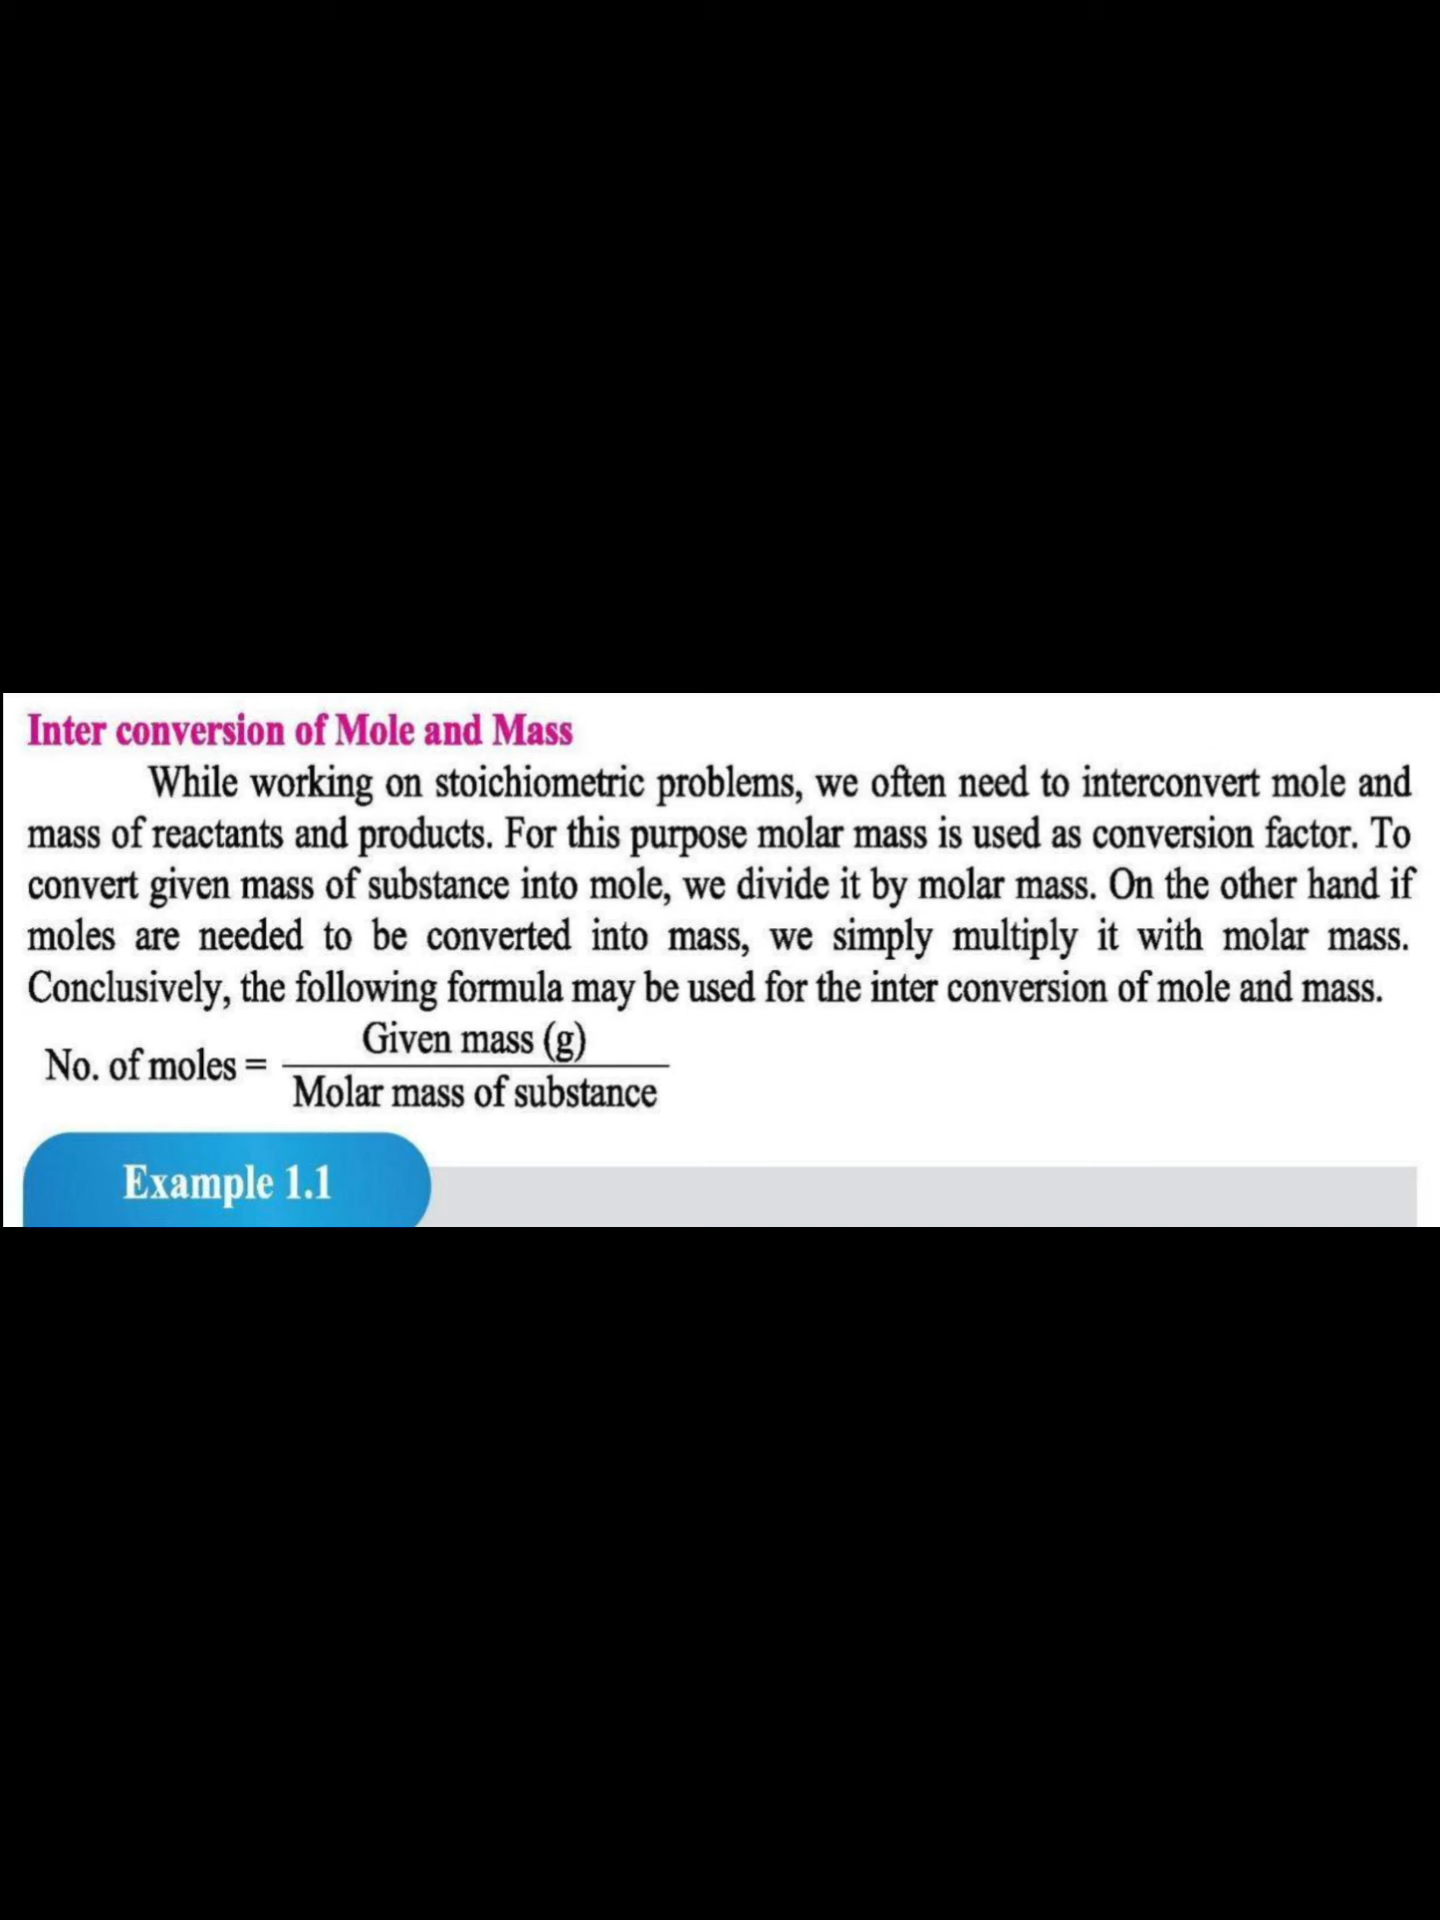 Inter conversion of Mole and Mass
While working on stoichiometric problems, we often need to interconvert mole and
mass of reactants and products. For this purpose molar mass is used as conversion factor. To
convert given mass of substance into mole, we divide it by molar mass. On the other hand if
moles are needed to be converted into mass, we simply multiply it with molar mass.
Conclusively, the following formula may be used for the inter conversion of mole and mass.
No. of moles = Given mass (g) / Molar mass of substance
Example 1.1